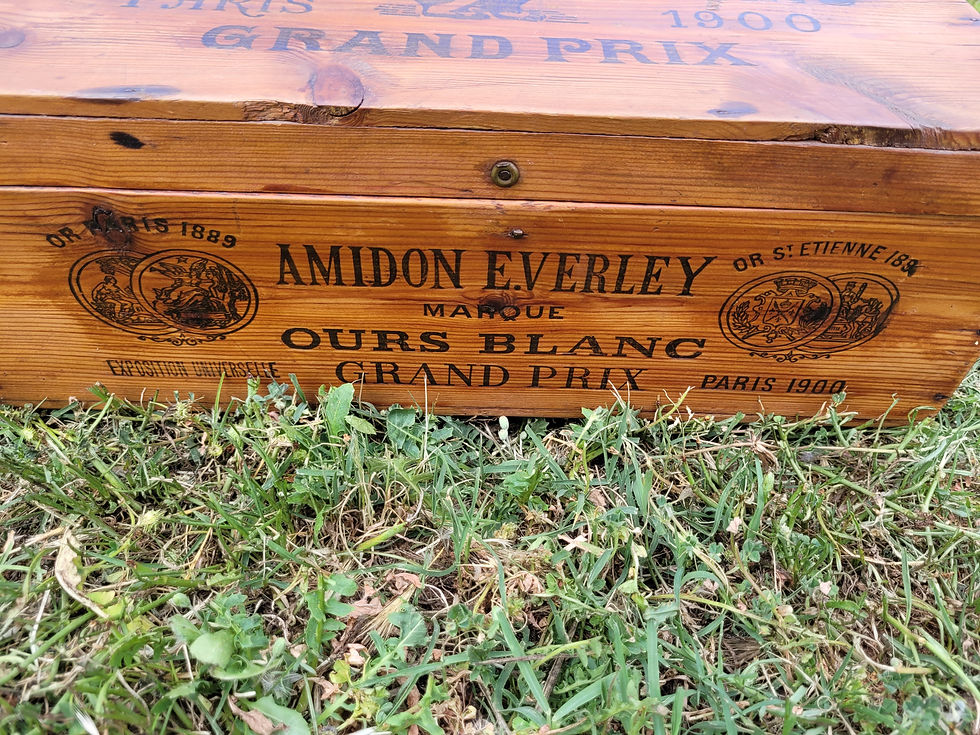 PARIS 1900
GRAND PRIX
OR PARIS 1889
AMIDON E.VERLEY
OR ST ETIENNE
MARQUE
OURS BLANC
EXPOSITION UNIVERSELLE
GRAND PRIX
PARIS 1900